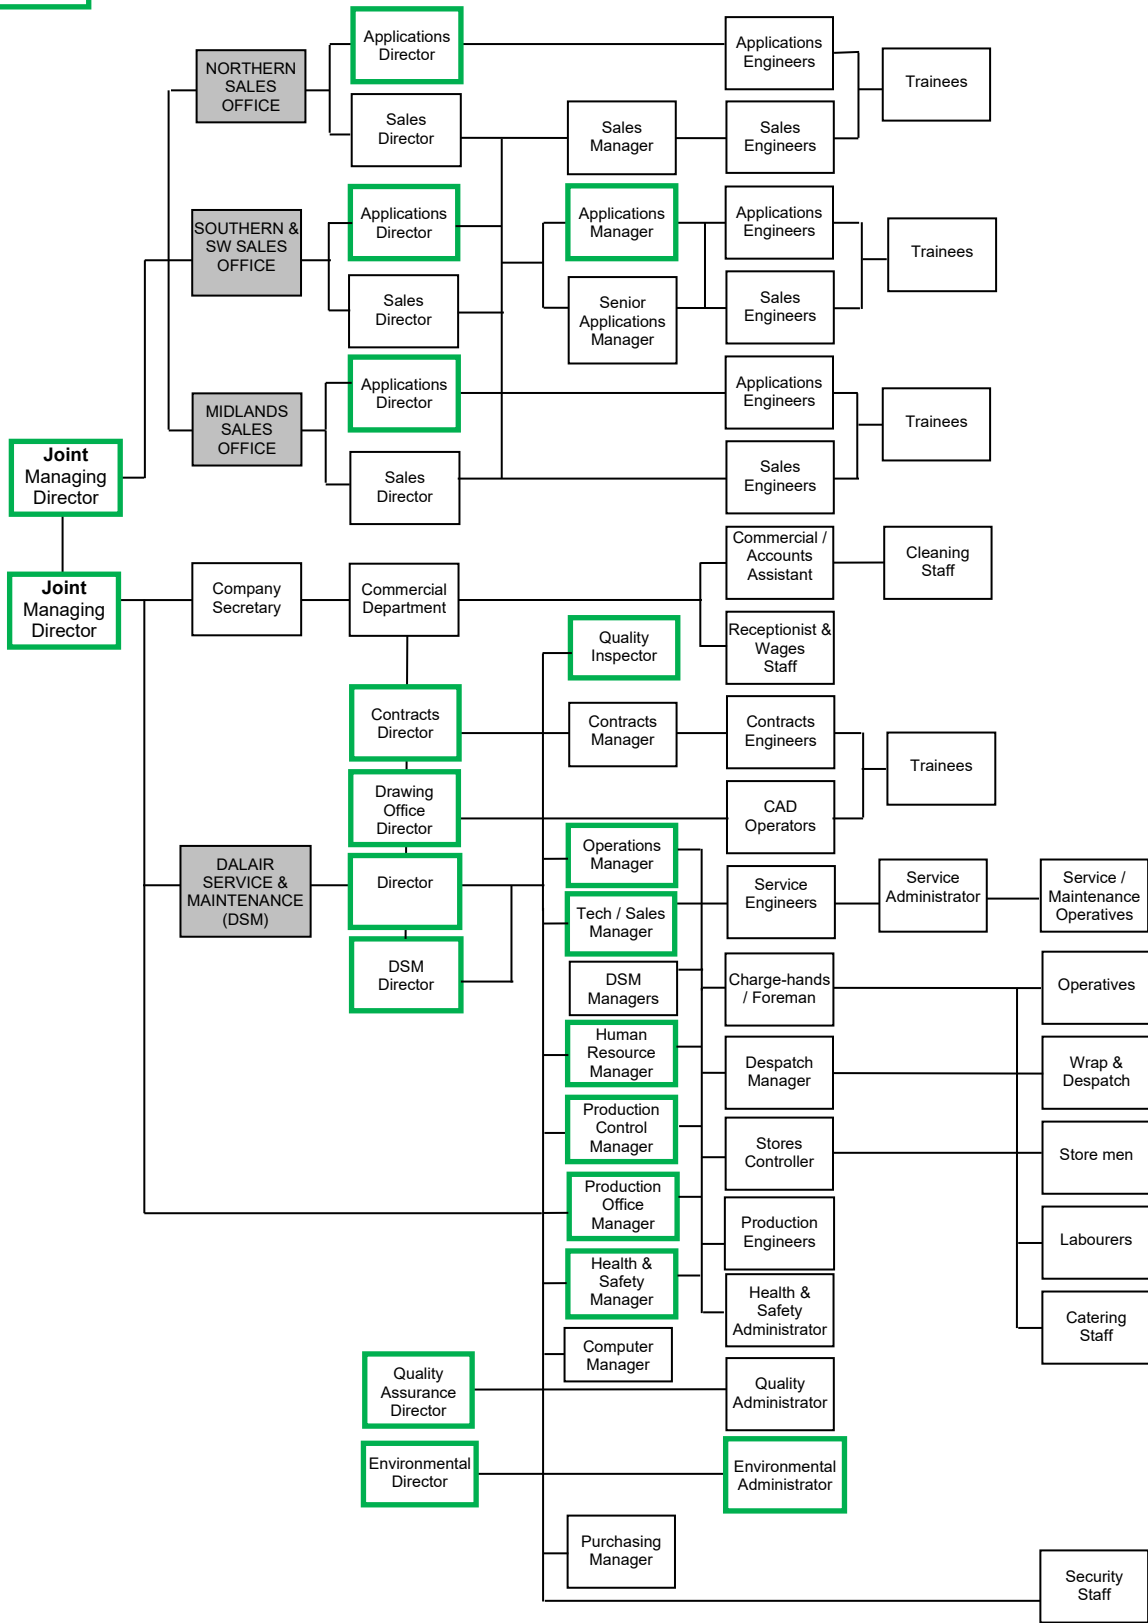 Applications
Director
Applications
Engineers
NORTHERN
SALES
OFFICE
Trainees
Sales
Director
Sales
Manager
Sales
Engineers
SOUTHERN &
SW SALES
OFFICE
Applications
Director
Applications
Manager
Applications
Engineers
Trainees
Sales
Director
Senior
Applications
Manager
Sales
Engineers
MIDLANDS
SALES
OFFICE
Applications
Director
Applications
Engineers
Trainees
Sales
Director
Sales
Engineers
Joint
Managing
Director
Joint
Managing
Director
Company
Secretary
Commercial
Department
Commercial /
Accounts
Assistant
Cleaning
Staff
Quality
Inspector
Receptionist &
Wages
Staff
Contracts
Director
Contracts
Manager
Contracts
Engineers
Trainees
Drawing
Office
Director
CAD
Operators
DALAIR
SERVICE &
MAINTENANCE
(DSM)
Director
Operations
Manager
Service
Engineers
Service
Administrator
Service /
Maintenance
Operatives
Tech / Sales
Manager
DSM
Director
DSM
Managers
Charge-hands
/ Foreman
Operatives
Human
Resource
Manager
Despatch
Manager
Wrap &
Despatch
Production
Control
Manager
Stores
Controller
Store men
Production
Office
Manager
Production
Engineers
Labourers
Health &
Safety
Manager
Health &
Safety
Administrator
Catering
Staff
Computer
Manager
Quality
Assurance
Director
Quality
Administrator
Environmental
Director
Environmental
Administrator
Purchasing
Manager
Security
Staff